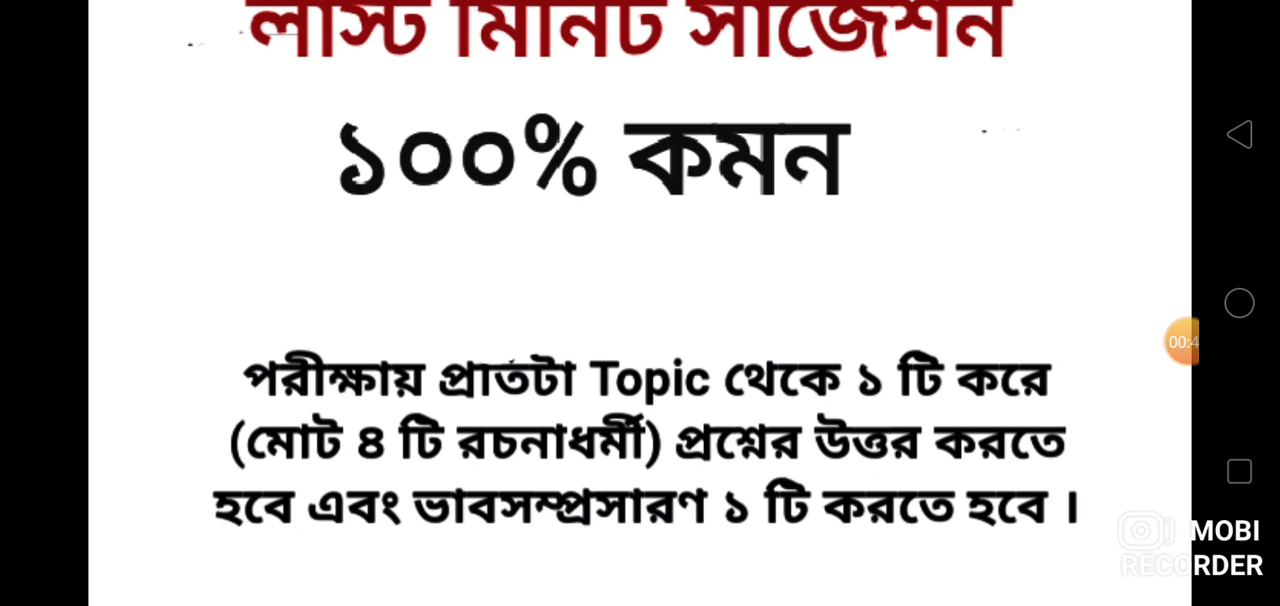 লাস্ট মিনিট সাজেশন
১০০% কমন
পরীক্ষায় প্রতিটা Topic থেকে ১ টি করে
(মোট ৪ টি রচনাধর্মী) প্রশ্নের উত্তর করতে
হবে এবং ভাবসম্প্রসারণ ১ টি করতে হবে ।
00:4
MOBI
RECORDER